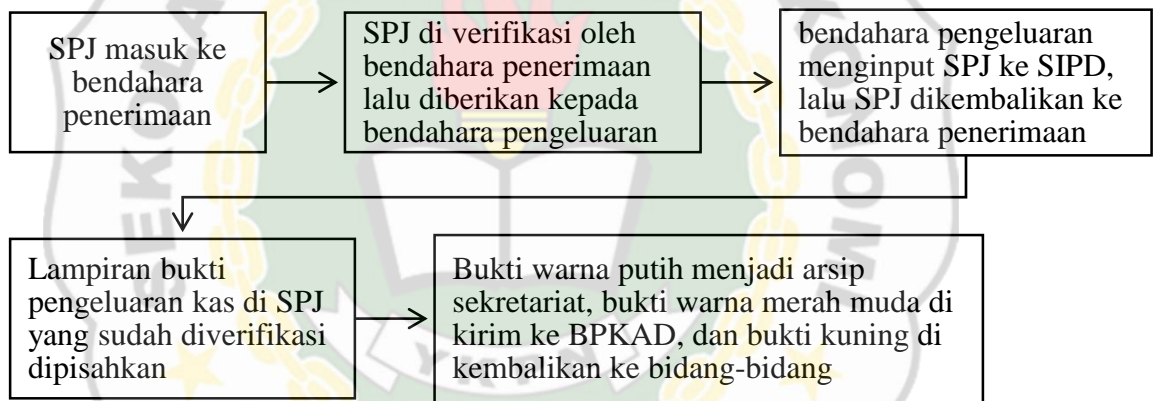 SPJ masuk ke
bendahara
penerimaan
SPJ di verifikasi oleh
bendahara penerimaan
lalu diberikan kepada
bendahara pengeluaran
bendahara pengeluaran
menginput SPJ ke SIPD,
lalu SPJ dikembalikan ke
bendahara penerimaan
Lampiran bukti
pengeluaran kas di SPJ
yang sudah diverifikasi
dipisahkan
Bukti warna putih menjadi arsip
sekretariat, bukti warna merah muda di
kirim ke BPKAD, dan bukti kuning di
kembalikan ke bidang-bidang
SEKOLA
KONOMI
YKPN